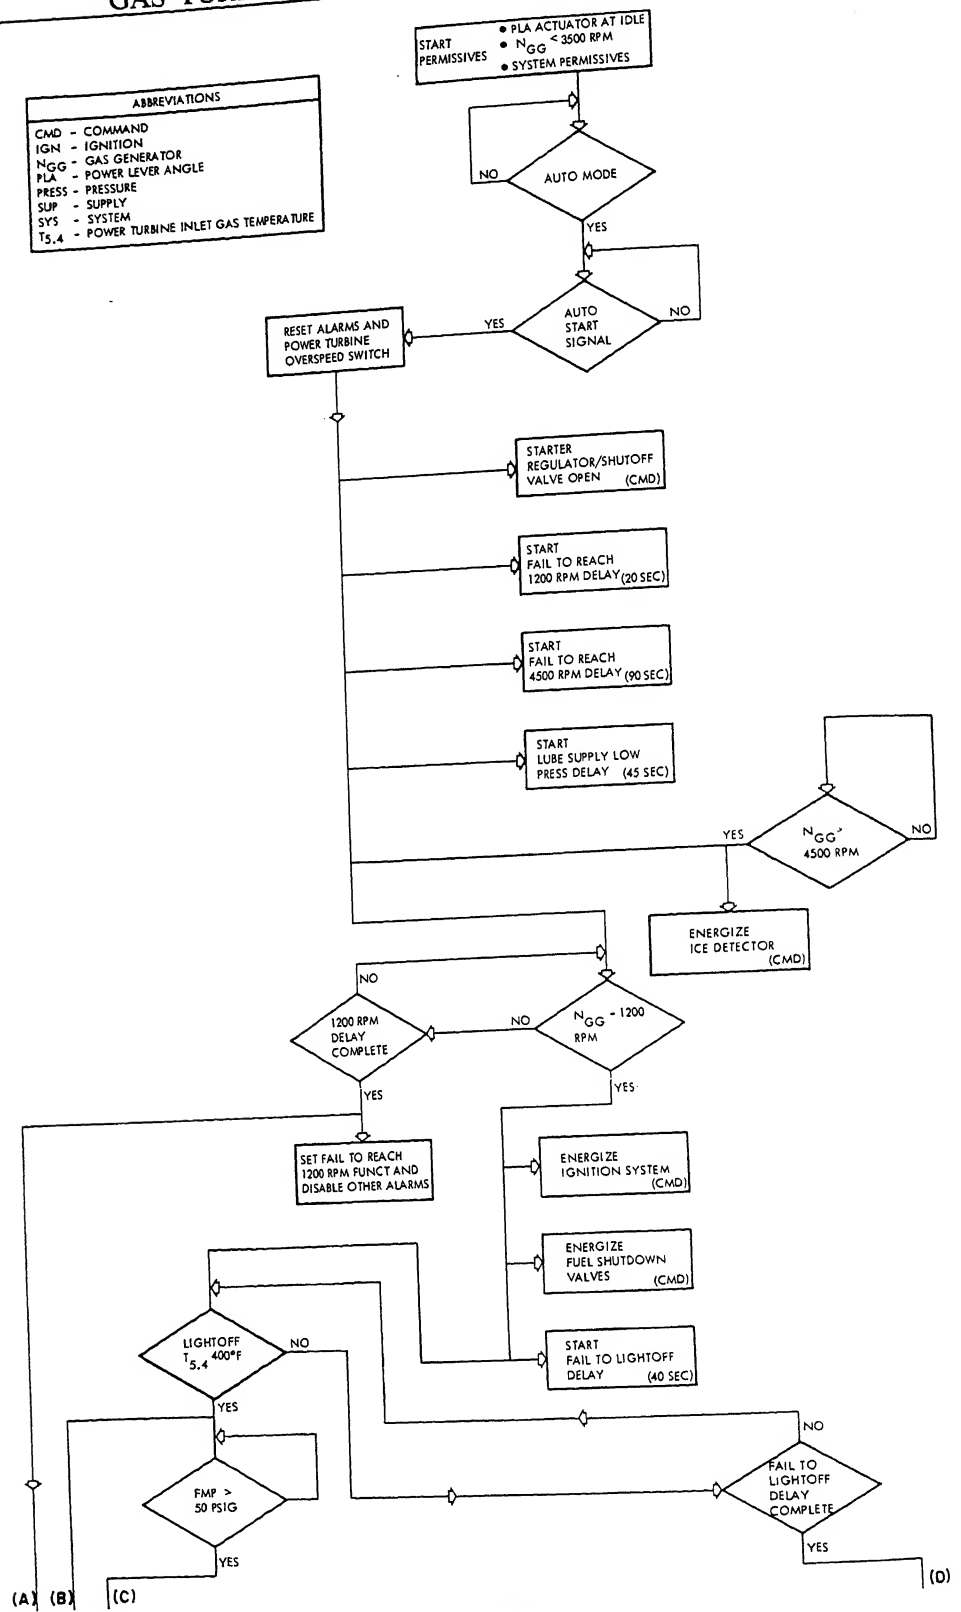 START
PERMISSIVES
• PLA ACTUATOR AT IDLE
• NGG < 3500 RPM
• SYSTEM PERMISSIVES
ABBREVIATIONS
CMD - COMMAND
IGN - IGNITION
NGG - GAS GENERATOR
PLA - POWER LEVER ANGLE
PRESS - PRESSURE
SUP - SUPPLY
SYS - SYSTEM
T5.4 - POWER TURBINE INLET GAS TEMPERATURE
NO
AUTO MODE
YES
AUTO
START
SIGNAL
NO
YES
RESET ALARMS AND
POWER TURBINE
OVERSPEED SWITCH
STARTER
REGULATOR/SHUTOFF
VALVE OPEN (CMD)
START
FAIL TO REACH
1200 RPM DELAY (20 SEC)
START
FAIL TO REACH
4500 RPM DELAY (90 SEC)
START
LUBE SUPPLY LOW
PRESS DELAY (45 SEC)
YES
NGG >
4500 RPM
NO
ENERGIZE
ICE DETECTOR
(CMD)
NO
1200 RPM
DELAY
COMPLETE
NO
NGG - 1200
RPM
YES
YES
SET FAIL TO REACH
1200 RPM FUNCT AND
DISABLE OTHER ALARMS
ENERGIZE
IGNITION SYSTEM
(CMD)
ENERGIZE
FUEL SHUTDOWN
VALVES (CMD)
START
FAIL TO LIGHTOFF
DELAY (40 SEC)
LIGHTOFF
T5.4 400°F
NO
YES
FMP >
50 PSIG
YES
NO
FAIL TO
LIGHTOFF
DELAY
COMPLETE
YES
(A) (B) (C) (D)